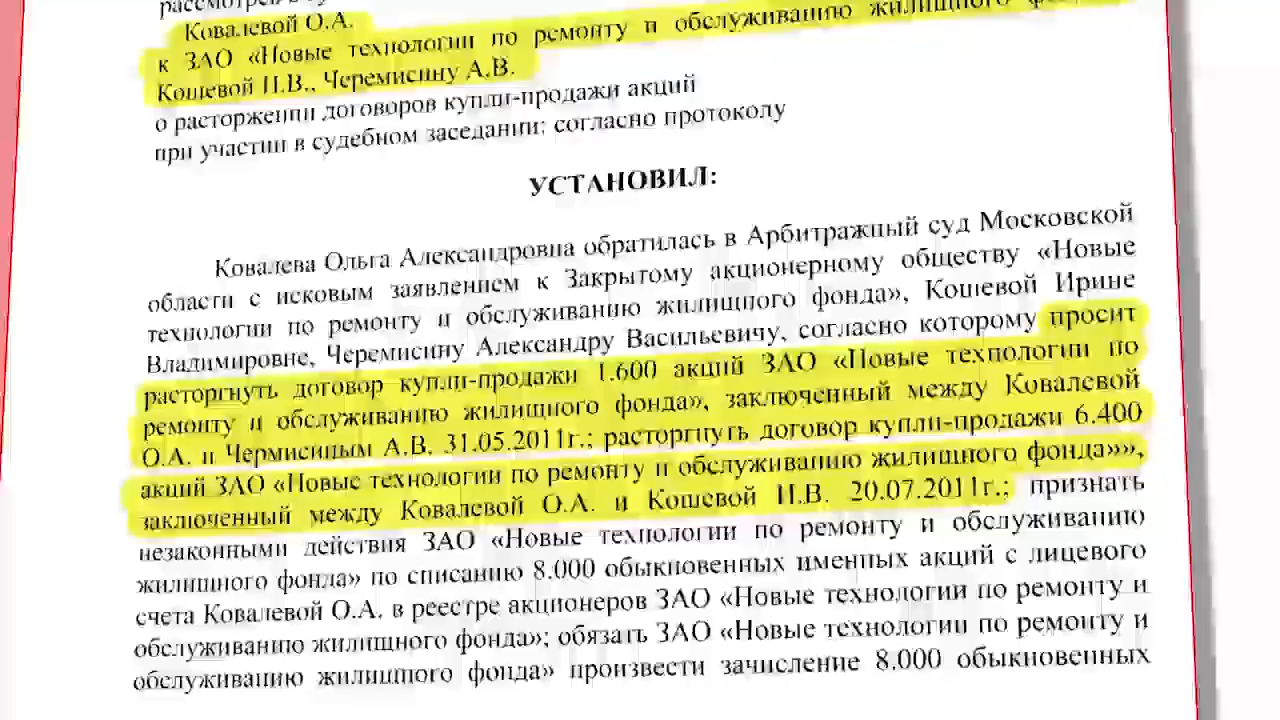 Ковалевой О.А.
к ЗАО «Новые технологии по ремонту и обслуживанию жилищного
Кошевой И.В., Черемисину А.В.
о расторжении договоров купли-продажи акций
при участии в судебном заседании: согласно протоколу
УСТАНОВИЛ:
Ковалева Ольга Александровна обратилась в Арбитражный суд Московской
области с исковым заявлением к Закрытому акционерному обществу «Новые
технологии по ремонту и обслуживанию жилищного фонда», Кошевой Ирине
Владимировне, Черемисину Александру Васильевичу, согласно которому просит
расторгнуть договор купли-продажи 1.600 акций ЗАО «Новые технологии по
ремонту и обслуживанию жилищного фонда», заключенный между Ковалевой
О.А. и Чермисиным А.В. 31.05.2011г.; расторгнуть договор купли-продажи 6.400
акций ЗАО «Новые технологии по ремонту и обслуживанию жилищного фонда»»,
заключенный между Ковалевой О.А. и Кошевой И.В. 20.07.2011г.; признать
незаконными действия ЗАО «Новые технологии по ремонту и обслуживанию
жилищного фонда» по списанию 8.000 обыкновенных именных акций с лицевого
счета Ковалевой О.А. в реестре акционеров ЗАО «Новые технологии по ремонту и
обслуживанию жилищного фонда»; обязать ЗАО «Новые технологии по ремонту и
обслуживанию жилищного фонда» произвести зачисление 8.000 обыкновенных